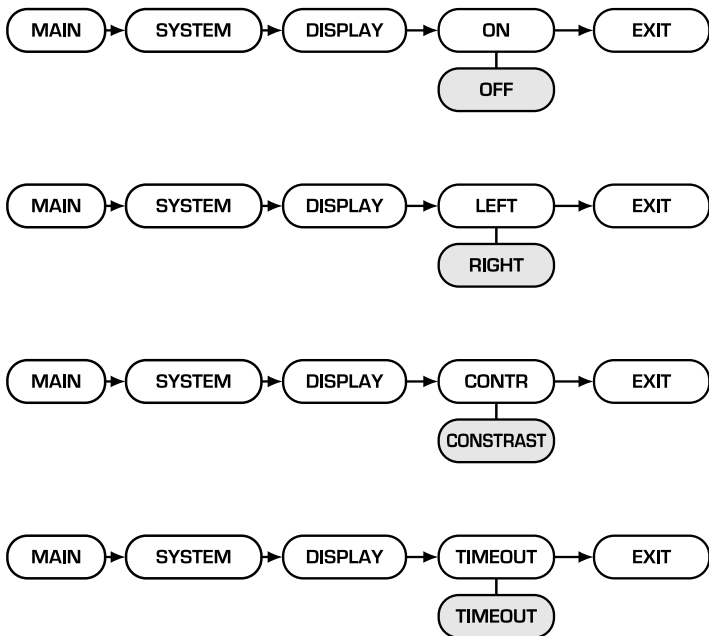 MAIN SYSTEM DISPLAY ON EXIT
OFF
MAIN SYSTEM DISPLAY LEFT EXIT
RIGHT
MAIN SYSTEM DISPLAY CONTR EXIT
CONSTRAST
MAIN SYSTEM DISPLAY TIMEOUT EXIT
TIMEOUT